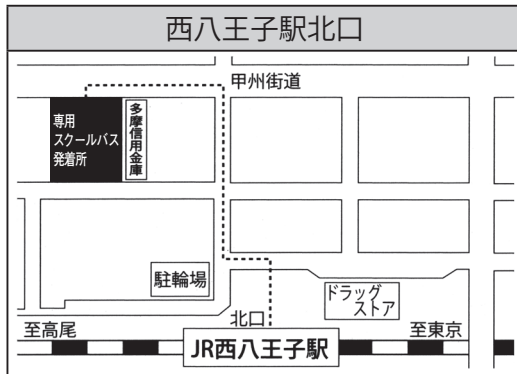 西八王子駅北口
甲州街道
専用
スクールバス
発着所
多摩信用金庫
駐輪場
ドラッグ
ストア
北口
至高尾
至東京
JR西八王子駅